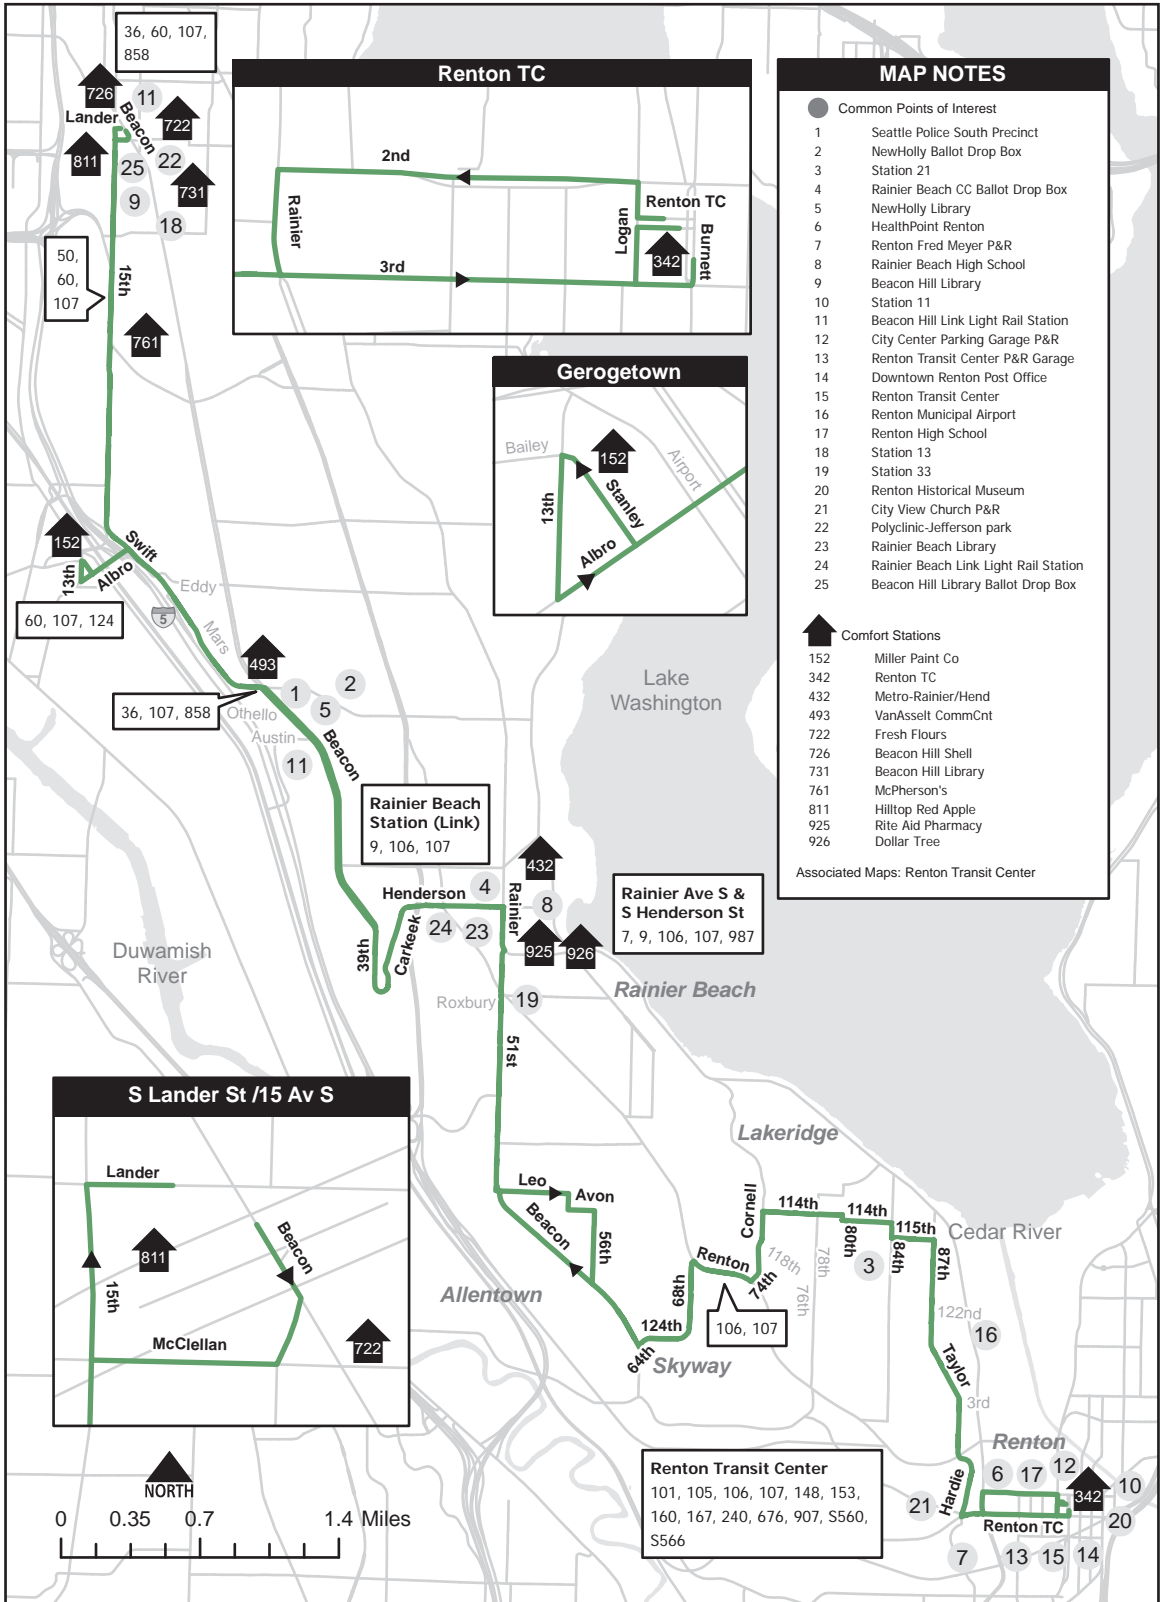 36, 60, 107,
858
726
11
Beacon
Lander
722
811
25
22
731
9
18
50,
60,
107
15th
761
Renton TC
2nd
Rainier
Logan
Renton TC
Burnett
342
3rd
MAP NOTES
Common Points of Interest
1 Seattle Police South Precinct
2 NewHolly Ballot Drop Box
3 Station 21
4 Rainier Beach CC Ballot Drop Box
5 NewHolly Library
6 HealthPoint Renton
7 Renton Fred Meyer P&R
8 Rainier Beach High School
9 Beacon Hill Library
10 Station 11
11 Beacon Hill Link Light Rail Station
12 City Center Parking Garage P&R
13 Renton Transit Center P&R Garage
14 Downtown Renton Post Office
15 Renton Transit Center
16 Renton Municipal Airport
17 Renton High School
18 Station 13
19 Station 33
20 Renton Historical Museum
21 City View Church P&R
22 Polyclinic-Jefferson park
23 Rainier Beach Library
24 Rainier Beach Link Light Rail Station
25 Beacon Hill Library Ballot Drop Box
Comfort Stations
152 Miller Paint Co
342 Renton TC
432 Metro-Rainier/Hend
493 VanAsselt CommCnt
722 Fresh Flours
726 Beacon Hill Shell
731 Beacon Hill Library
761 McPherson's
811 Hilltop Red Apple
925 Rite Aid Pharmacy
926 Dollar Tree
Associated Maps: Renton Transit Center
Gerogetown
Bailey
152
Airport
13th
Stanley
Albro
152
Swift
13th
Albro
Eddy
60, 107, 124
5
Mars
493
1
2
5
36, 107, 858
Othello
Austin
Beacon
11
Lake
Washington
Rainier Beach
Station (Link)
9, 106, 107
432
Henderson
4
Rainier
8
Rainier Ave S &
S Henderson St
7, 9, 106, 107, 987
39th
Carkeek
24
23
925
926
Duwamish
River
Rainier Beach
Roxbury
19
51st
S Lander St /15 Av S
Lander
Beacon
811
15th
McClellan
722
Lakeridge
Leo
Avon
Beacon
56th
Cornell
114th
114th
115th
80th
84th
87th
3
Cedar River
Renton
118th
78th
76th
74th
68th
Allentown
124th
64th
Skyway
106, 107
122nd
16
Taylor
3rd
NORTH
0 0.35 0.7 1.4 Miles
Renton Transit Center
101, 105, 106, 107, 148, 153,
160, 167, 240, 676, 907, S560,
S566
Renton
6
17
12
342
10
21
Hardie
Renton TC
20
7
13
15
14